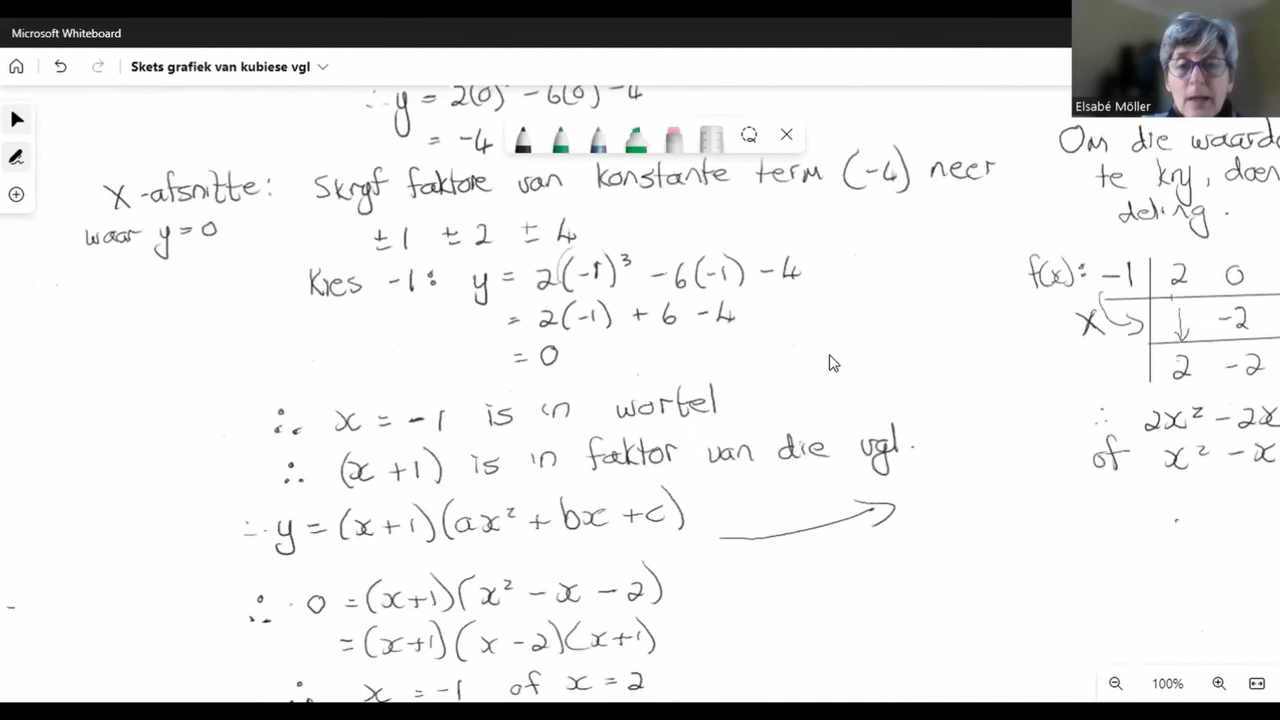 Microsoft Whiteboard
Skets grafiek van kubiese vgl
Elsabé Möller
∴ y = 2(0) - 6(0) - 4
= -4
X-afsnitte: Skryf faktore van konstante term (-4) neer
waar y = 0
±1 ±2 ±4
Kies -1: y = 2(-1)³ - 6(-1) - 4
= 2(-1) + 6 - 4
= 0
∴ x = -1 is 'n wortel
∴ (x+1) is 'n faktor van die vgl.
∴ y = (x+1)(ax² + bx + c)
∴ 0 = (x+1)(x² - x - 2)
= (x+1)(x-2)(x+1)
∴ x = -1 of x = 2
Om die waard
te kry, doen
deling.
f(x): -1 | 2 0
x ↓ -2
2 -2
∴ 2x² - 2x
of x² - x
100%